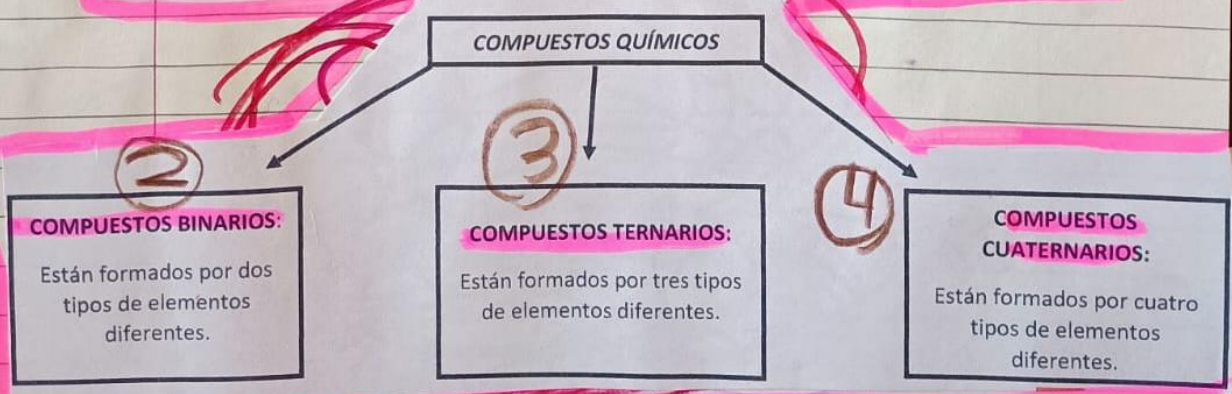 COMPUESTOS QUÍMICOS
2
3
4
COMPUESTOS BINARIOS:
Están formados por dos
tipos de elementos
diferentes.
COMPUESTOS TERNARIOS:
Están formados por tres tipos
de elementos diferentes.
COMPUESTOS
CUATERNARIOS:
Están formados por cuatro
tipos de elementos
diferentes.